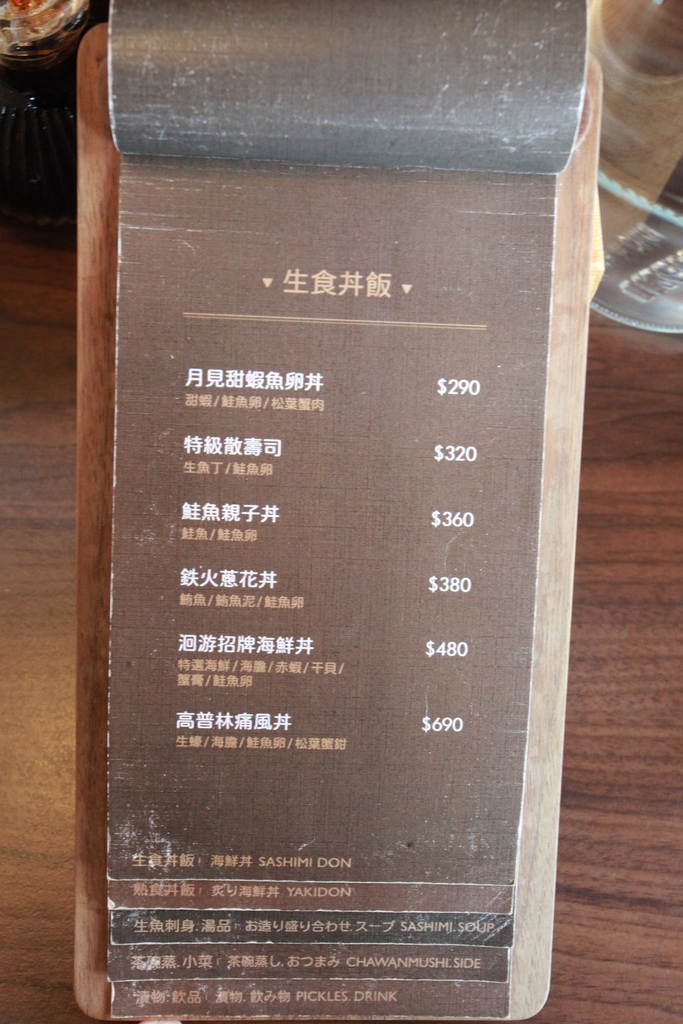 ▼ 生食丼飯 ▼
月見甜蝦魚卵丼 $290
甜蝦/鮭魚卵/松葉蟹肉
特級散壽司 $320
生魚丁/鮭魚卵
鮭魚親子丼 $360
鮭魚/鮭魚卵
鉄火蔥花丼 $380
鮪魚/鮪魚泥/鮭魚卵
洄游招牌海鮮丼 $480
特選海鮮/海膽/赤蝦/干貝/
蟹膏/鮭魚卵
高普林痛風丼 $690
生蠔/海膽/鮭魚卵/松葉蟹鉗
生食丼飯 海鮮丼 SASHIMI DON
熟食丼飯 炙り海鮮丼 YAKIDON
生魚刺身.湯品 お造り盛り合わせ.スープ SASHIMI.SOUP
茶碗蒸.小菜 茶碗蒸し.おつまみ CHAWANMUSHI.SIDE
漬物.飲品 漬物.飲み物 PICKLES.DRINK